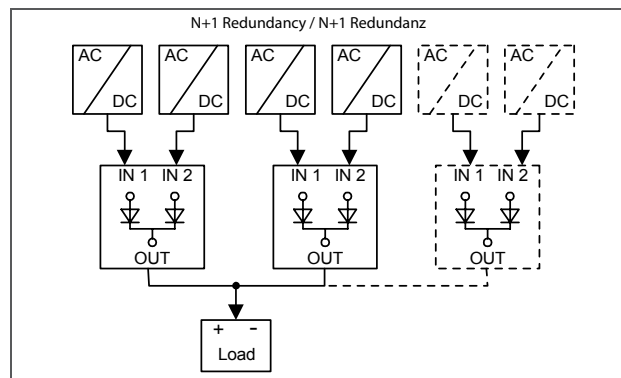 N+1 Redundancy / N+1 Redundanz
AC AC AC AC AC AC
DC DC DC DC DC DC
IN 1 IN 2 IN 1 IN 2 IN 1 IN 2
OUT OUT OUT
+ -
Load